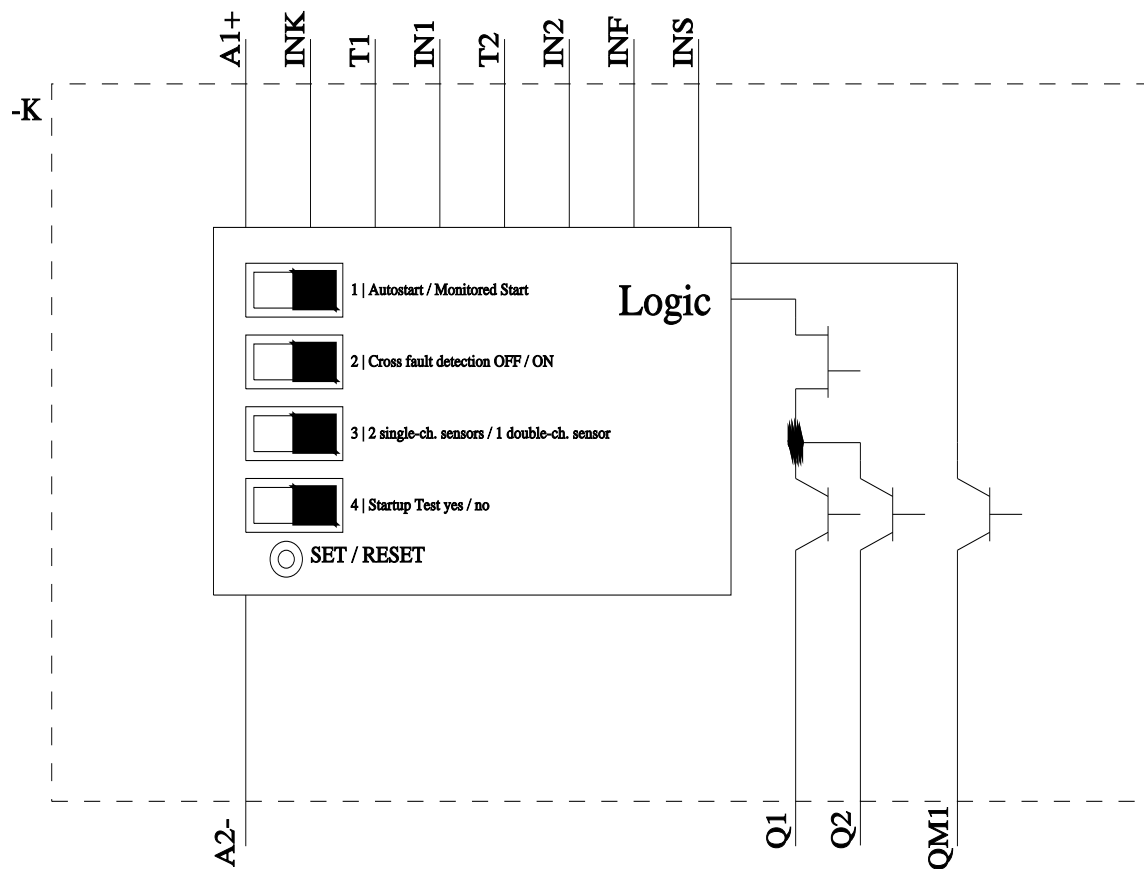 A1+
INK
T1
IN1
T2
IN2
INF
INS
-K
1 | Autostart / Monitored Start
Logic
2 | Cross fault detection OFF / ON
3 | 2 single-ch. sensors / 1 double-ch. sensor
4 | Startup Test yes / no
SET / RESET
A2-
Q1
Q2
QM1